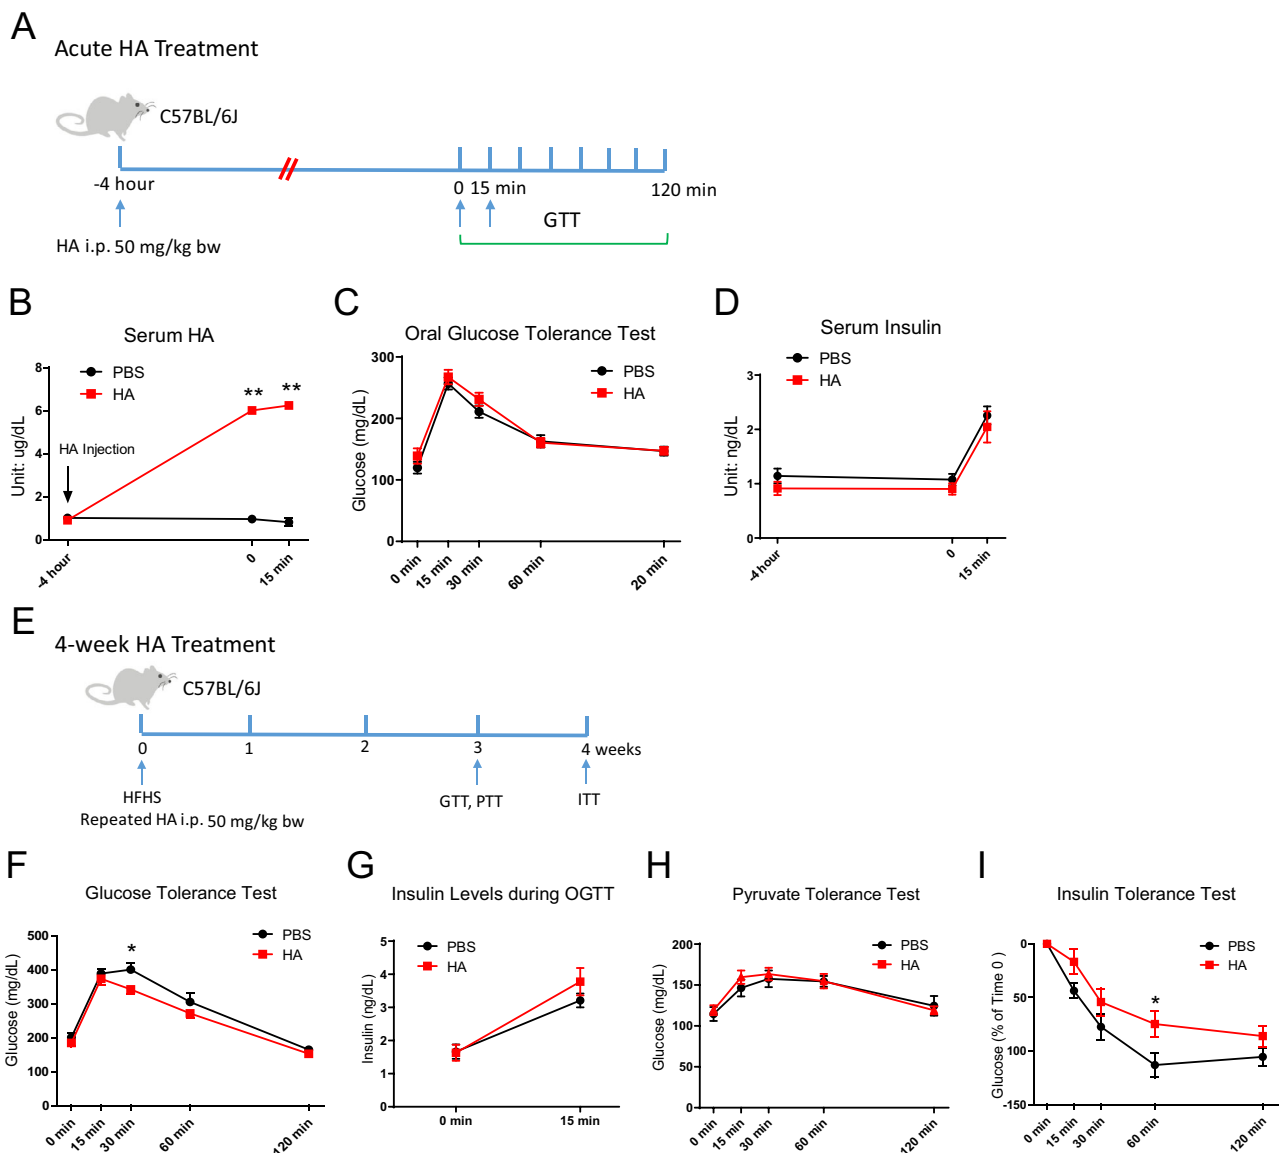 A
Acute HA Treatment
C57BL/6J
-4 hour
0 15 min
120 min
GTT
HA i.p. 50 mg/kg bw
B
Serum HA
PBS
HA
** **
HA Injection
Unit: ug/dL
8
6
4
2
0
-4 hour
0
15 min
C
Oral Glucose Tolerance Test
PBS
HA
Glucose (mg/dL)
300
200
100
0
0 min
15 min
30 min
60 min
20 min
D
Serum Insulin
PBS
HA
Unit: ng/dL
3
2
1
0
-4 hour
0
15 min
E
4-week HA Treatment
C57BL/6J
0 1 2 3 4 weeks
HFHS
Repeated HA i.p. 50 mg/kg bw
GTT, PTT
ITT
F
Glucose Tolerance Test
PBS
HA
*
Glucose (mg/dL)
500
400
300
200
100
0
0 min
15 min
30 min
60 min
120 min
G
Insulin Levels during OGTT
PBS
HA
Insulin (ng/dL)
5
4
3
2
1
0
0 min
15 min
H
Pyruvate Tolerance Test
PBS
HA
Glucose (mg/dL)
200
150
100
50
0
0 min
15 min
30 min
60 min
120 min
I
Insulin Tolerance Test
PBS
HA
*
Glucose (% of Time 0 )
0
50
-100
-150
0 min
15 min
30 min
60 min
120 min